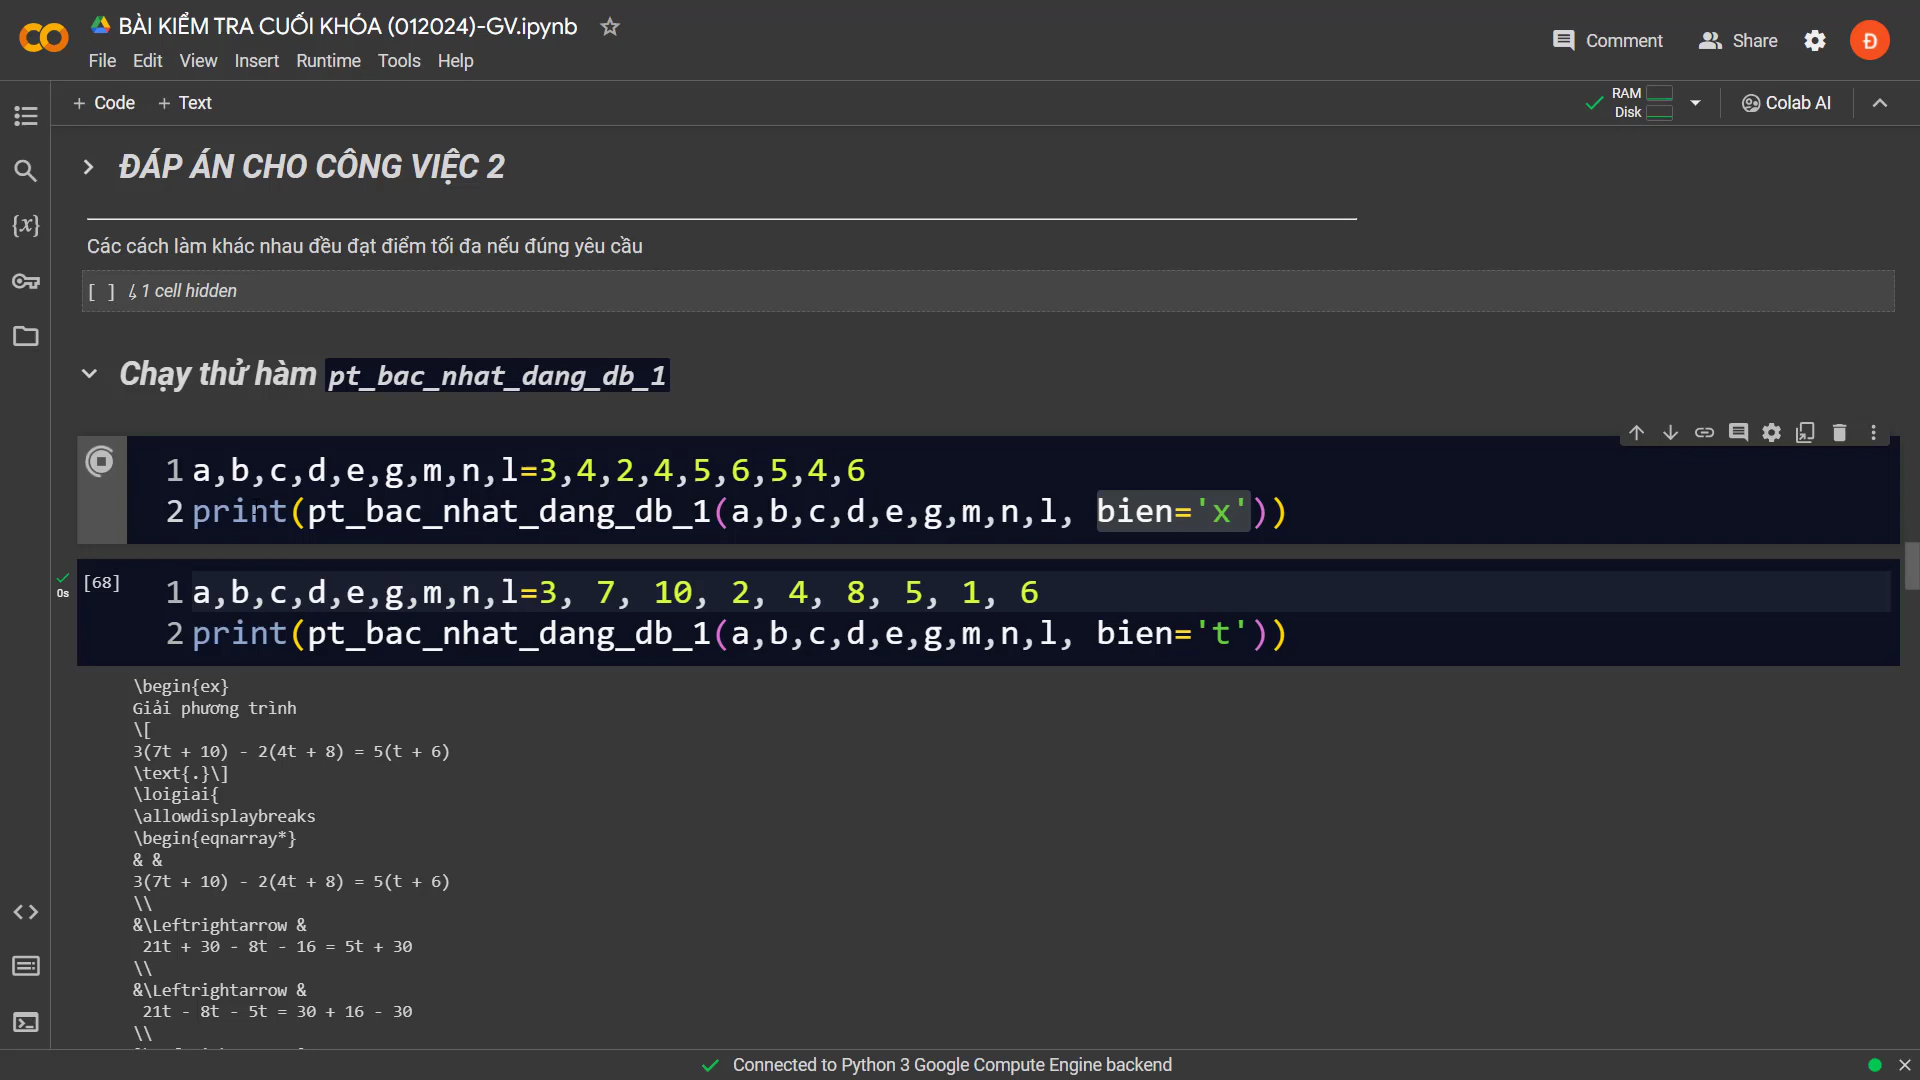 BÀI KIỂM TRA CUỐI KHÓA (012024)-GV.ipynb
File Edit View Insert Runtime Tools Help
Comment
Share
Đ
+ Code + Text
RAM
Disk
Colab AI
ĐÁP ÁN CHO CÔNG VIỆC 2
Các cách làm khác nhau đều đạt điểm tối đa nếu đúng yêu cầu
[ ] ↳ 1 cell hidden
Chạy thử hàm pt_bac_nhat_dang_db_1
1 a,b,c,d,e,g,m,n,l=3,4,2,4,5,6,5,4,6
2 print(pt_bac_nhat_dang_db_1(a,b,c,d,e,g,m,n,l, bien='x'))
[68]
0s
1 a,b,c,d,e,g,m,n,l=3, 7, 10, 2, 4, 8, 5, 1, 6
2 print(pt_bac_nhat_dang_db_1(a,b,c,d,e,g,m,n,l, bien='t'))
\begin{ex}
Giải phương trình
\[
3(7t + 10) - 2(4t + 8) = 5(t + 6)
\text{.}\]
\loigiai{
\allowdisplaybreaks
\begin{eqnarray*}
& &
3(7t + 10) - 2(4t + 8) = 5(t + 6)
\\
&\Leftrightarrow &
21t + 30 - 8t - 16 = 5t + 30
\\
&\Leftrightarrow &
21t - 8t - 5t = 30 + 16 - 30
\\
Connected to Python 3 Google Compute Engine backend